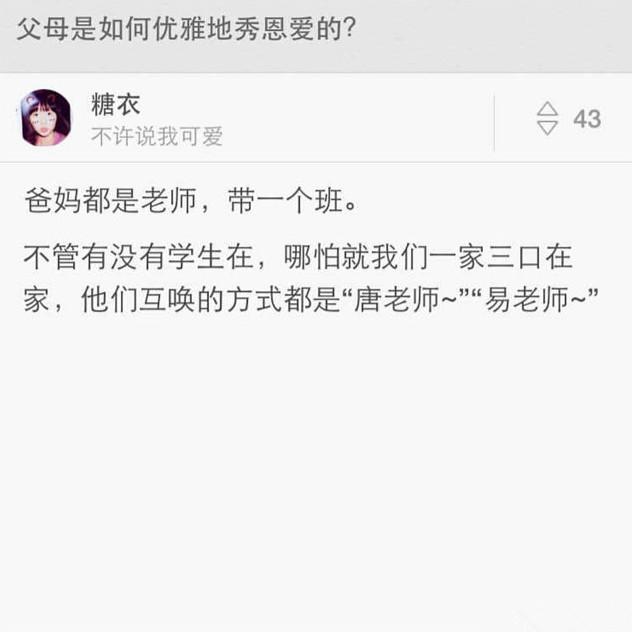 父母是如何优雅地秀恩爱的？
糖衣
不许说我可爱
43
爸妈都是老师，带一个班。
不管有没有学生在，哪怕就我们一家三口在
家，他们互唤的方式都是“唐老师~”“易老师~”